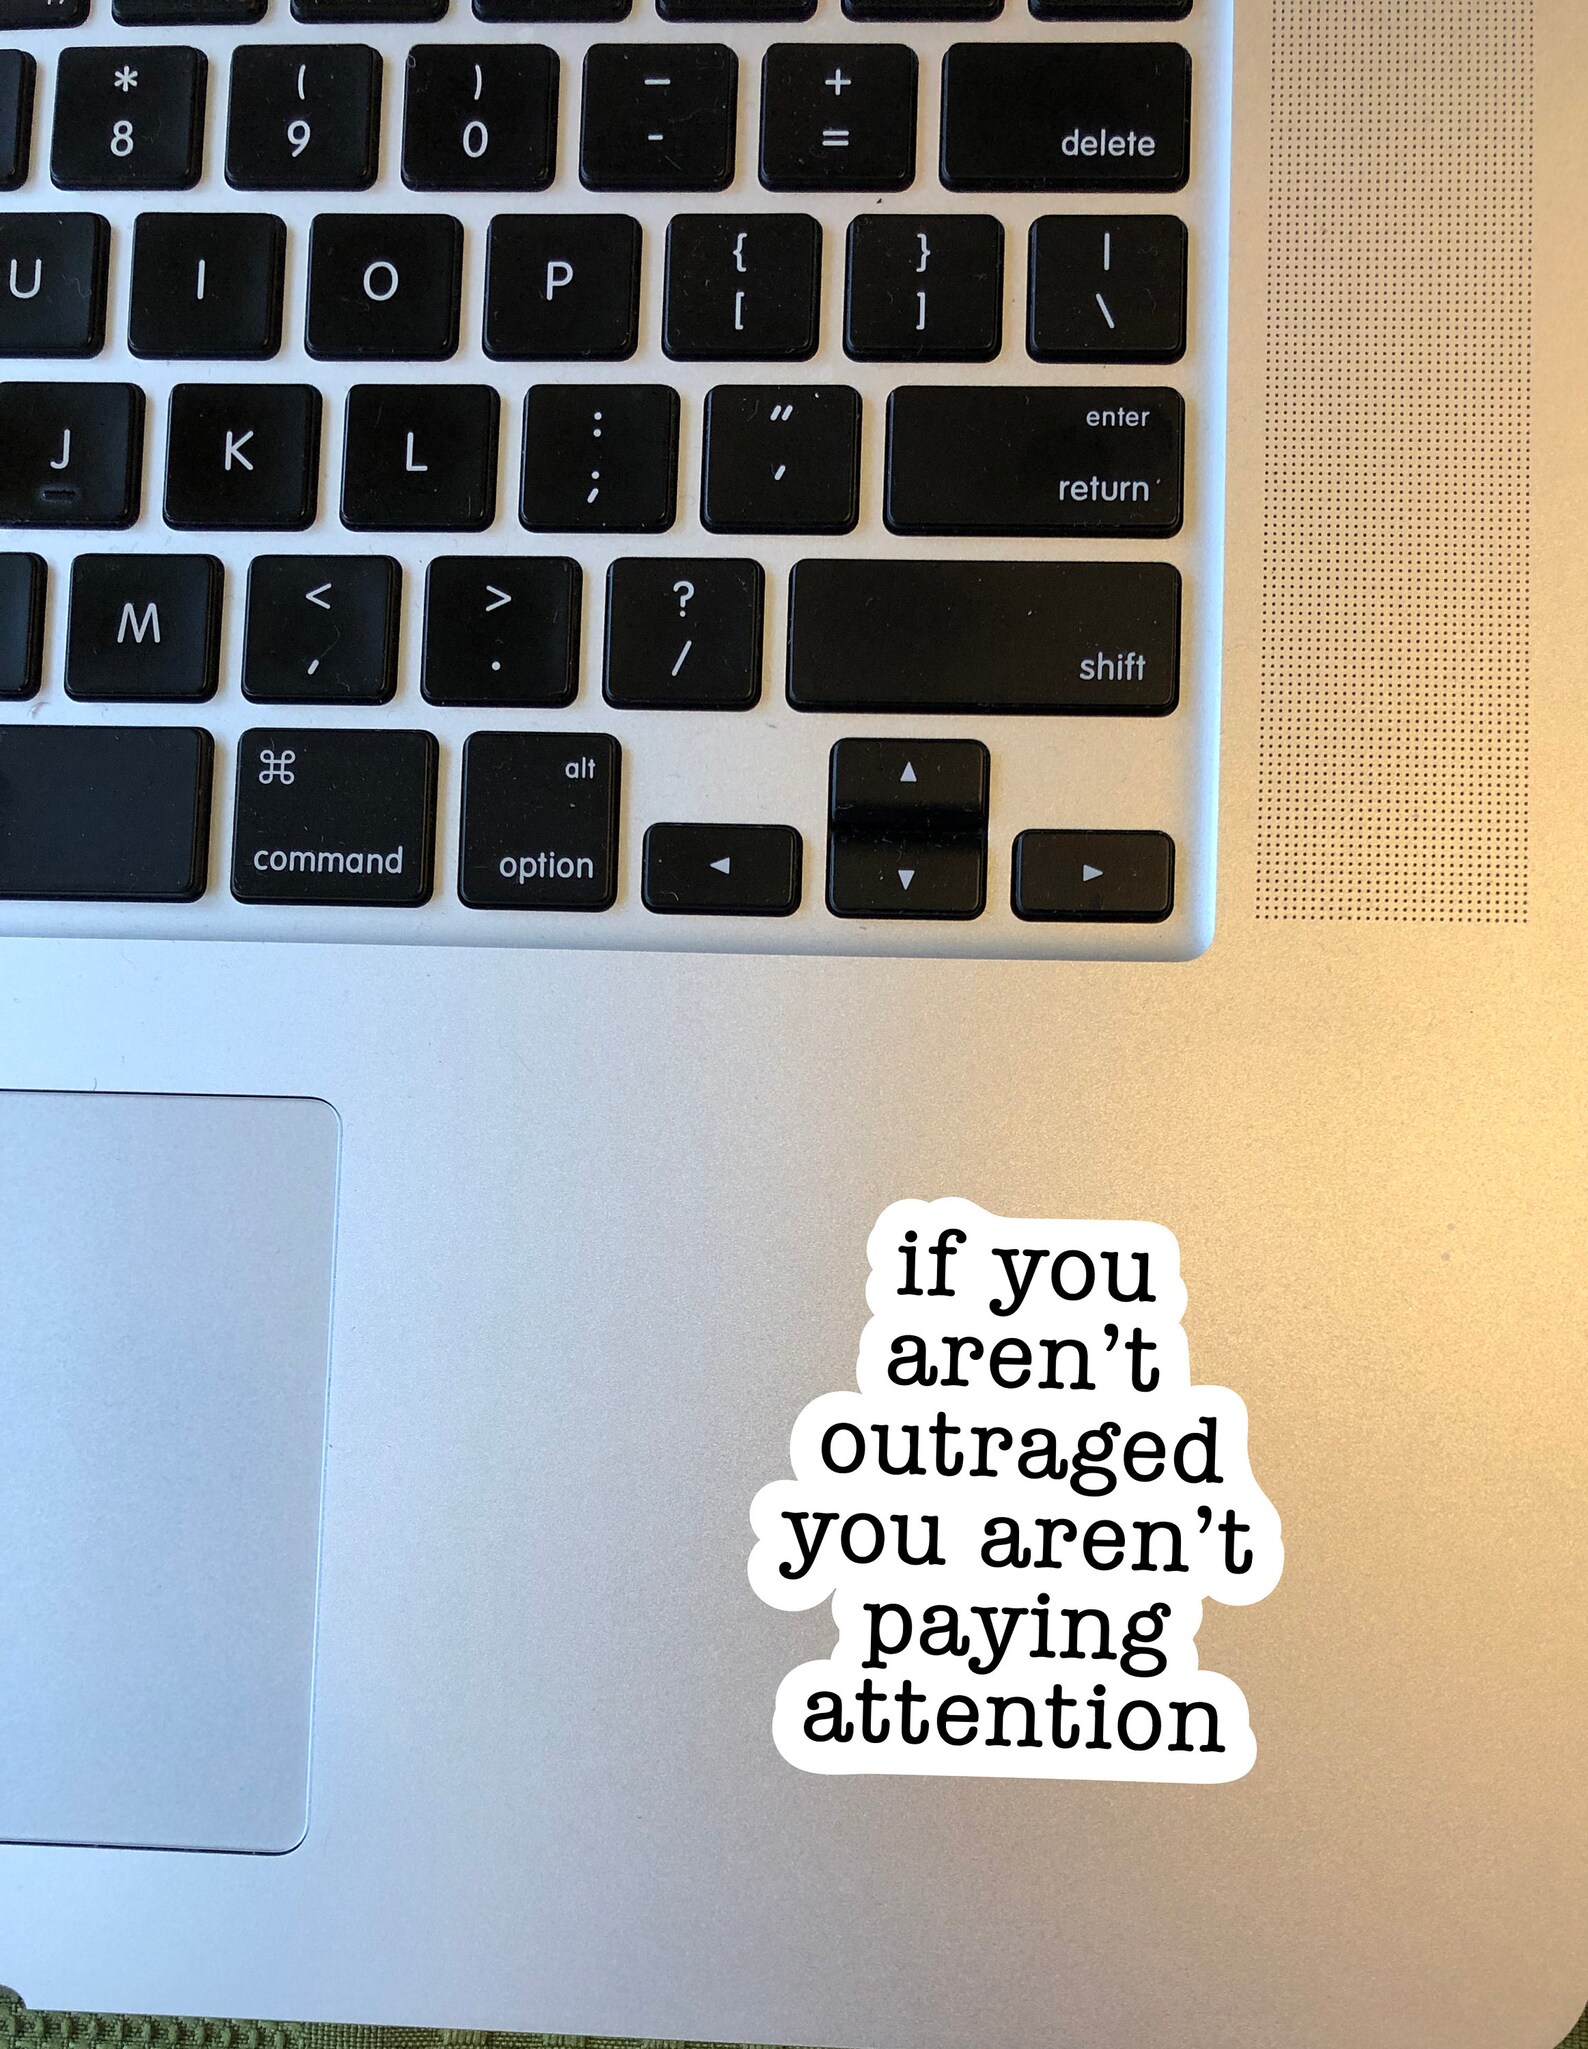 * ( ) — +
8 9 0 - = delete
{ } |
U I O P [ ] \
: " enter
J K L ; ' return
< > ?
M , . / shift
⌘ alt ▲
command option ◄ ▼ ►
if you
aren’t
outraged
you aren’t
paying
attention